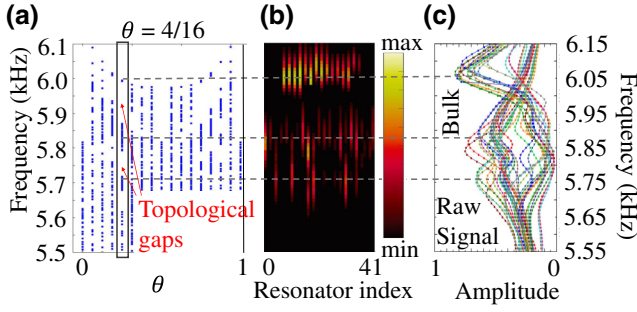 (a)
θ = 4/16
(b)
(c)
Frequency (kHz)
6.1
6.0
5.9
5.8
5.7
5.6
5.5
Topological
gaps
0
1
θ
max
min
0
41
Resonator index
Bulk
Raw
Signal
1
0
Amplitude
6.15
6.05
5.95
5.85
5.75
5.65
5.55
Frequency (kHz)